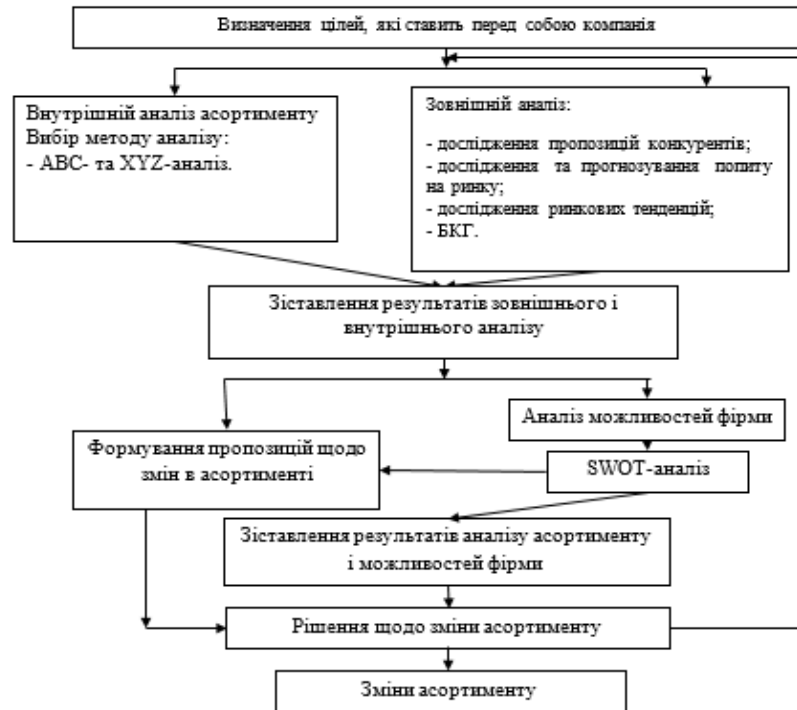 Визначення цілей, які ставить перед собою компанія
Внутрішній аналіз асортименту
Вибір методу аналізу:
- АВС- та XYZ-аналіз.
Зовнішній аналіз:
- дослідження пропозицій конкурентів;
- дослідження та прогнозування попиту
на ринку;
- дослідження ринкових тенденцій;
- БКГ.
Зіставлення результатів зовнішнього і
внутрішнього аналізу
Аналіз можливостей фірми
Формування пропозицій щодо
змін в асортименті
SWOT-аналіз
Зіставлення результатів аналізу асортименту
і можливостей фірми
Рішення щодо зміни асортименту
Зміни асортименту